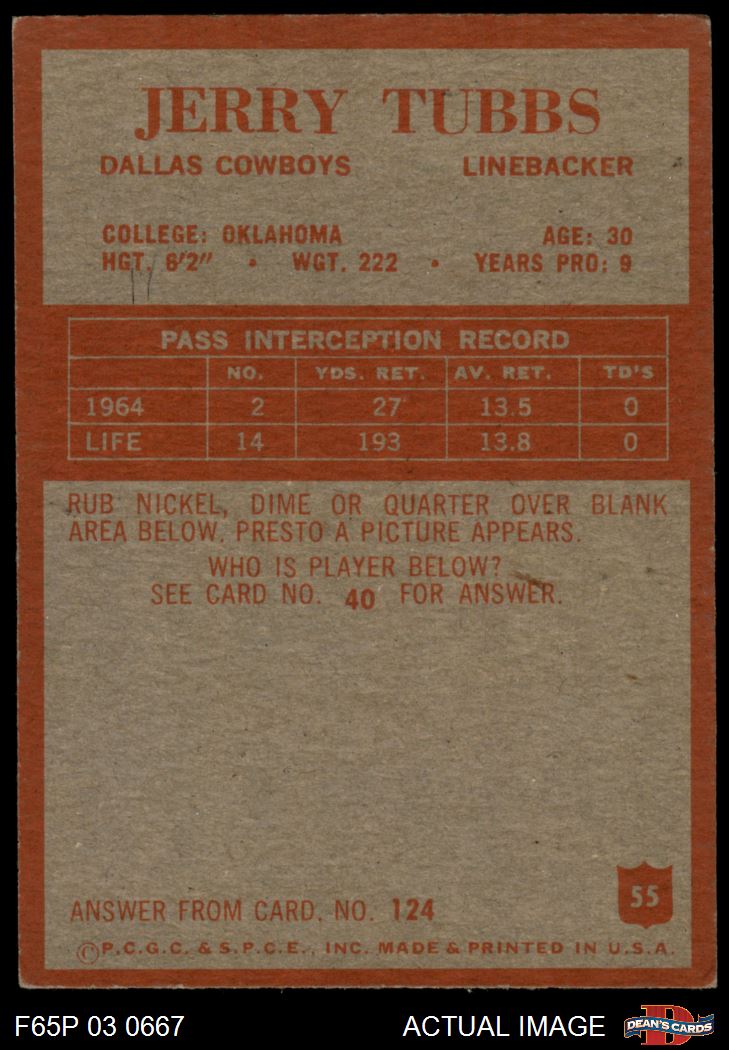 JERRY TUBBS
DALLAS COWBOYS LINEBACKER
COLLEGE: OKLAHOMA AGE: 30
HGT. 6'2" • WGT. 222 • YEARS PRO: 9
PASS INTERCEPTION RECORD
NO. YDS. RET. AV. RET. TD'S
1964 2 27 13.5 0
LIFE 14 193 13.8 0
RUB NICKEL, DIME OR QUARTER OVER BLANK
AREA BELOW. PRESTO A PICTURE APPEARS.
WHO IS PLAYER BELOW?
SEE CARD NO. 40 FOR ANSWER.
55
ANSWER FROM CARD. NO. 124
©P.C.G.C. & S.P.C.E., INC. MADE & PRINTED IN U.S.A.
F65P 03 0667 ACTUAL IMAGE DEAN'S CARDS